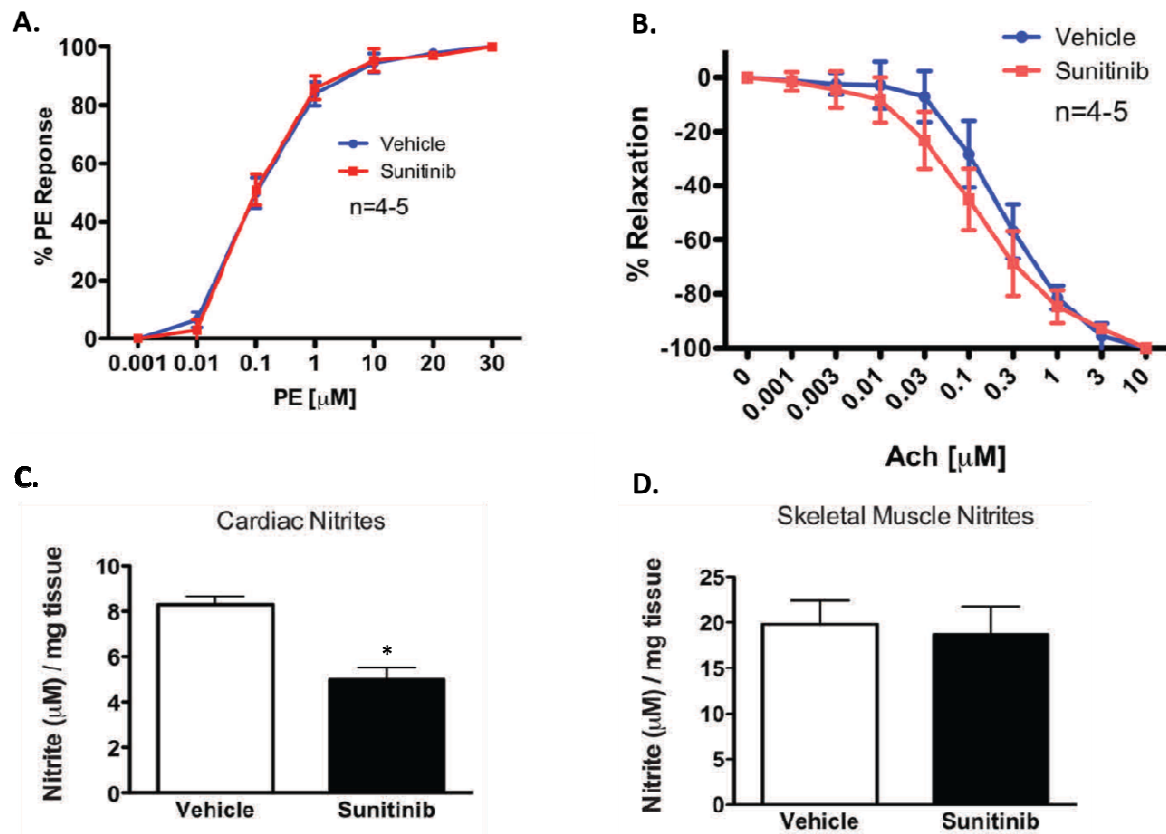 A.
% PE Reponse
100
80
60
40
20
0
Vehicle
Sunitinib
n=4-5
0.001 0.01 0.1 1 10 20 30
PE [μM]
B.
Vehicle
Sunitinib
n=4-5
% Relaxation
0
-20
-40
-60
-80
-100
0 0.001 0.003 0.01 0.03 0.1 0.3 1 3 10
Ach [μM]
C.
Cardiac Nitrites
Nitrite (μM) / mg tissue
10
8
6
4
2
0
*
Vehicle Sunitinib
D.
Skeletal Muscle Nitrites
Nitrite (μM) / mg tissue
25
20
15
10
5
0
Vehicle Sunitinib